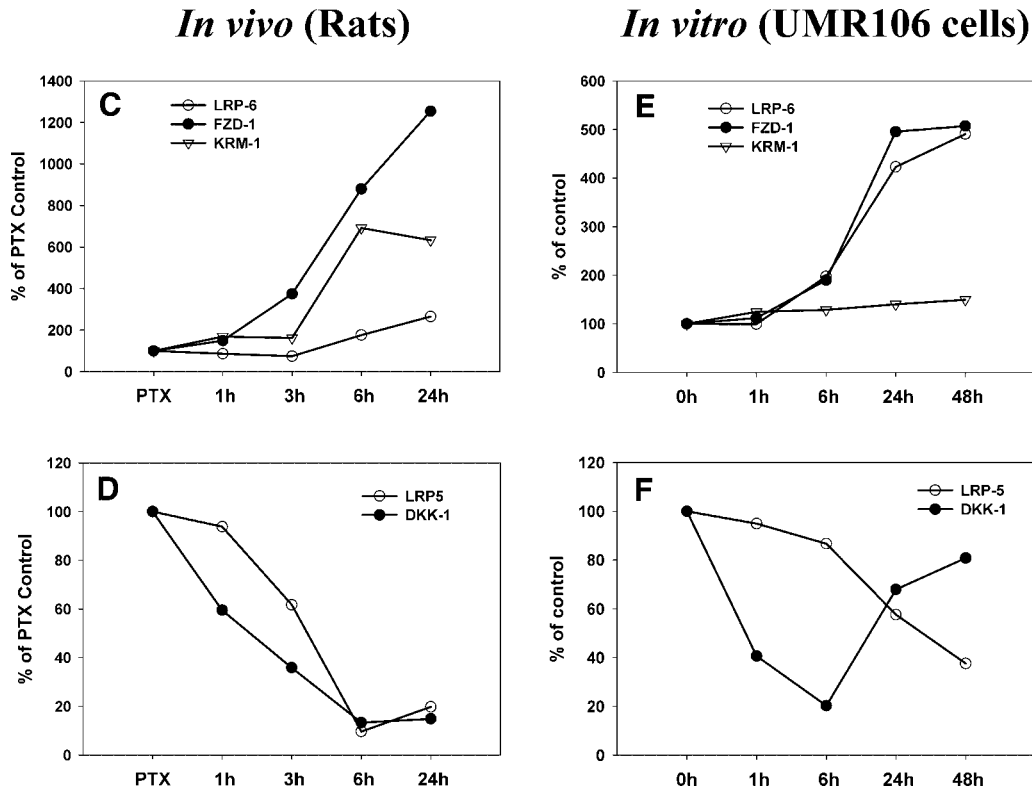 In vivo (Rats)
In vitro (UMR106 cells)
C
LRP-6
FZD-1
KRM-1
% of PTX Control
1400
1200
1000
800
600
400
200
0
PTX 1h 3h 6h 24h
E
LRP-6
FZD-1
KRM-1
% of control
600
500
400
300
200
100
0
0h 1h 6h 24h 48h
D
LRP5
DKK-1
% of PTX Control
120
100
80
60
40
20
0
PTX 1h 3h 6h 24h
F
LRP-5
DKK-1
% of control
120
100
80
60
40
20
0
0h 1h 6h 24h 48h